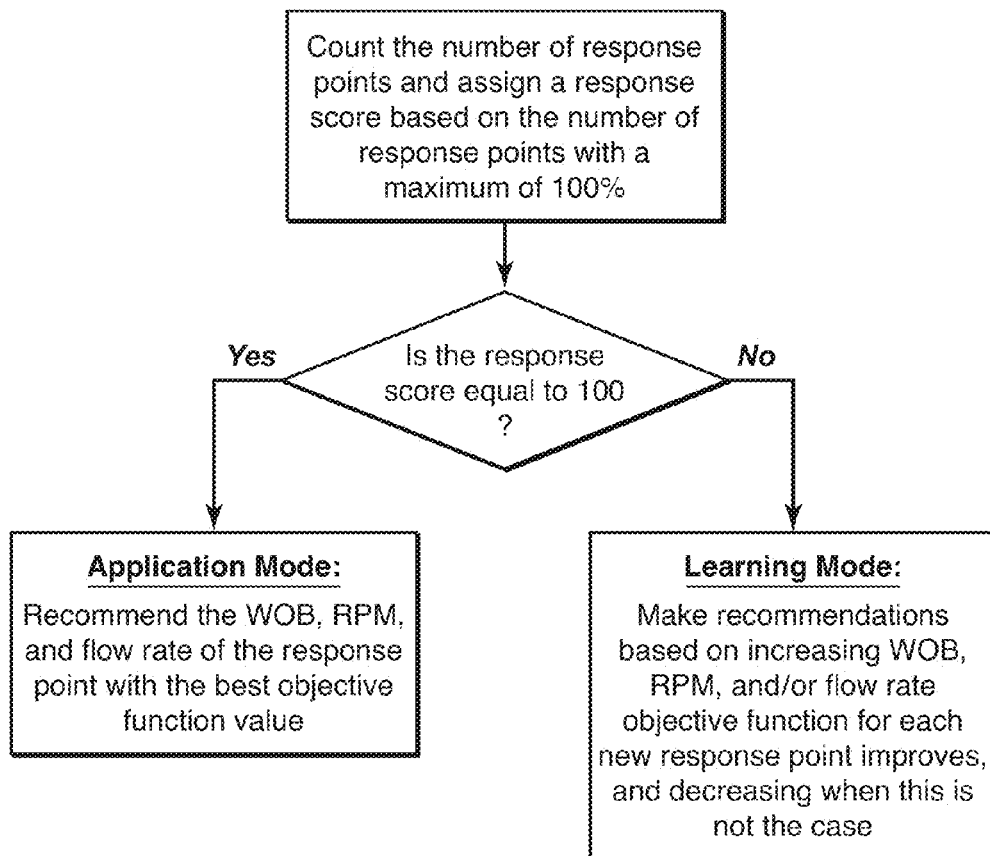 Count the number of response
points and assign a response
score based on the number of
response points with a
maximum of 100%
Yes
Is the response
score equal to 100
?
No
Application Mode:
Recommend the WOB, RPM,
and flow rate of the response
point with the best objective
function value
Learning Mode:
Make recommendations
based on increasing WOB,
RPM, and/or flow rate
objective function for each
new response point improves,
and decreasing when this is
not the case